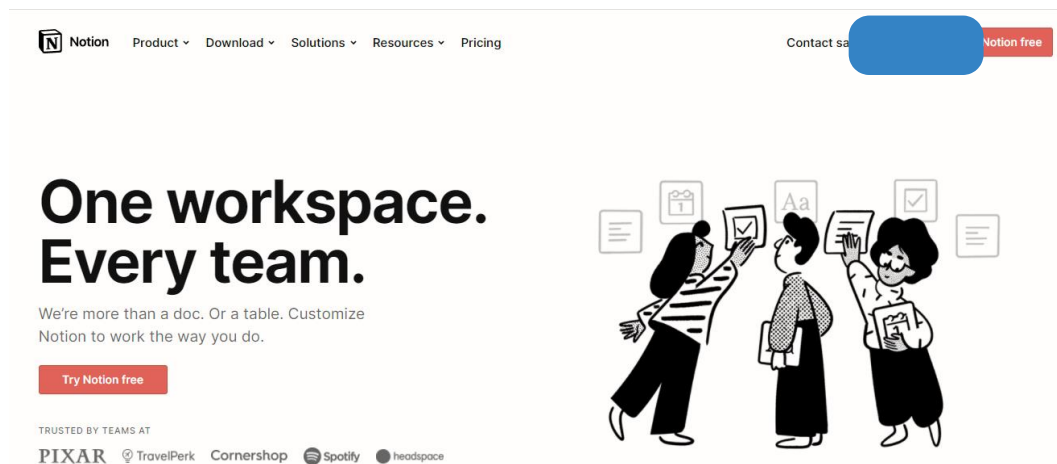 Notion Product Download Solutions Resources Pricing Contact Notion free
One workspace.
Every team.
We're more than a doc. Or a table. Customize
Notion to work the way you do.
Try Notion free
TRUSTED BY TEAMS AT
PIXAR TravelPerk Cornershop Spotify headspace
1
Aa